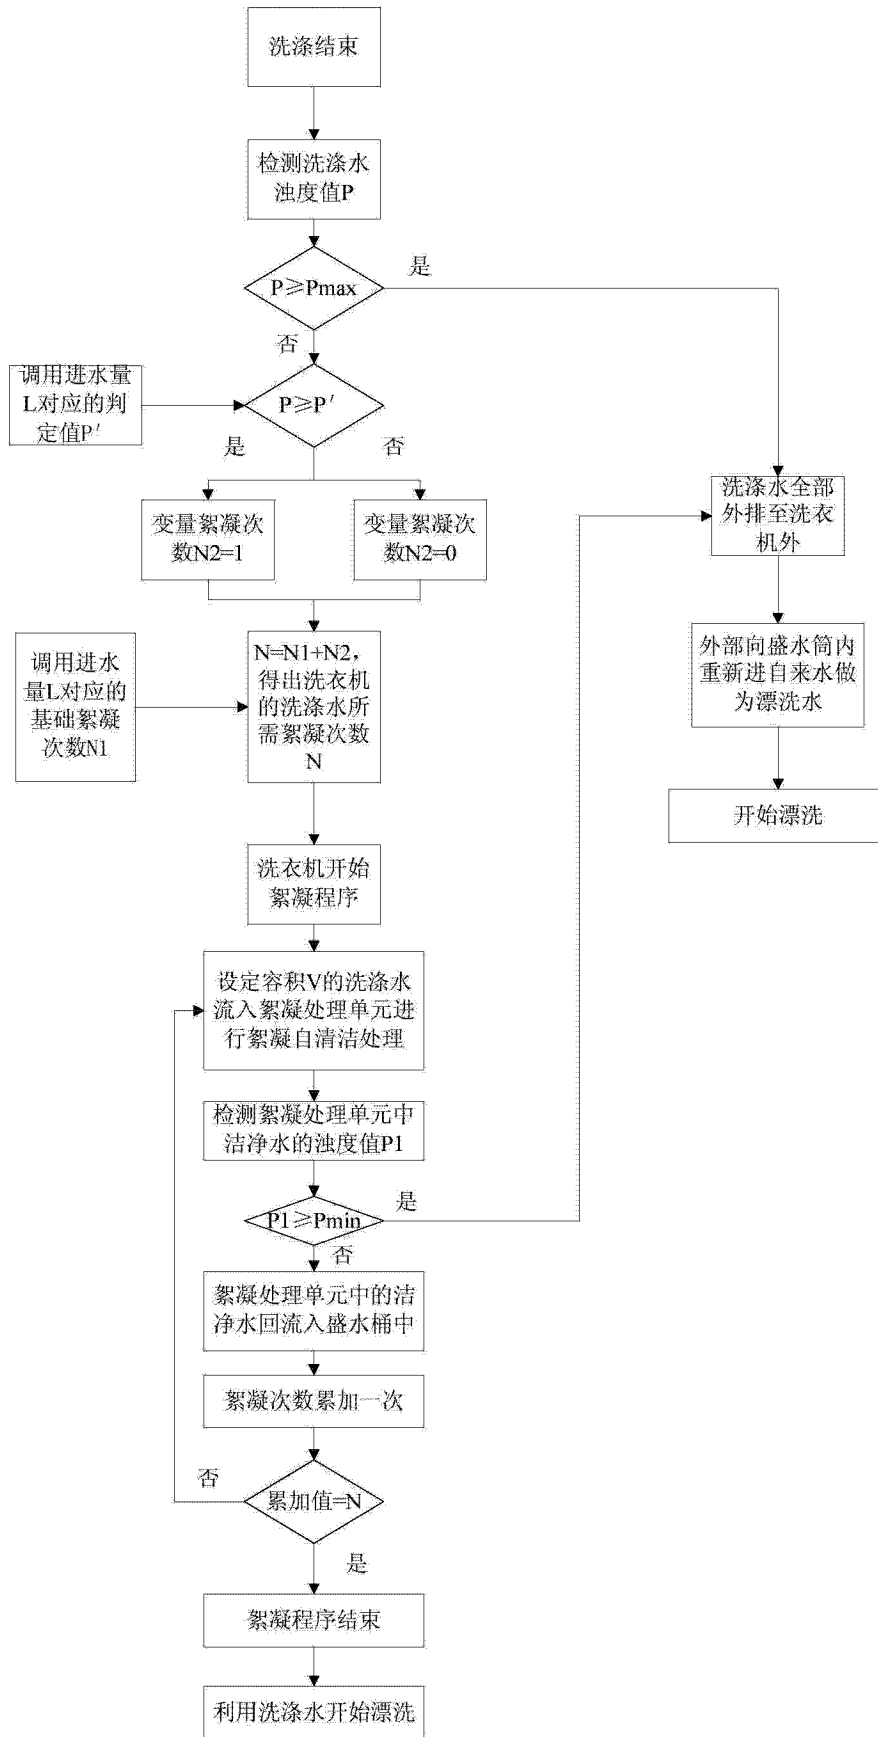 洗涤结束
检测洗涤水
浊度值P
P≥Pmax
是
否
调用进水量
L对应的判
定值P'
P≥P'
是
否
变量絮凝次
数N2=1
变量絮凝次
数N2=0
洗涤水全部
外排至洗衣
机外
调用进水
量L对应的
基础絮凝
次数N1
N=N1+N2,
得出洗衣机
的洗涤水所
需絮凝次数
N
外部向盛水筒内
重新进自来水做
为漂洗水
开始漂洗
洗衣机开始
絮凝程序
设定容积V的洗涤水
流入絮凝处理单元进
行絮凝自清洁处理
检测絮凝处理单元中
洁净水的浊度值P1
P1≥Pmin
是
否
絮凝处理单元中的洁
净水回流入盛水桶中
絮凝次数累加一次
否
累加值=N
是
絮凝程序结束
利用洗涤水开始漂洗